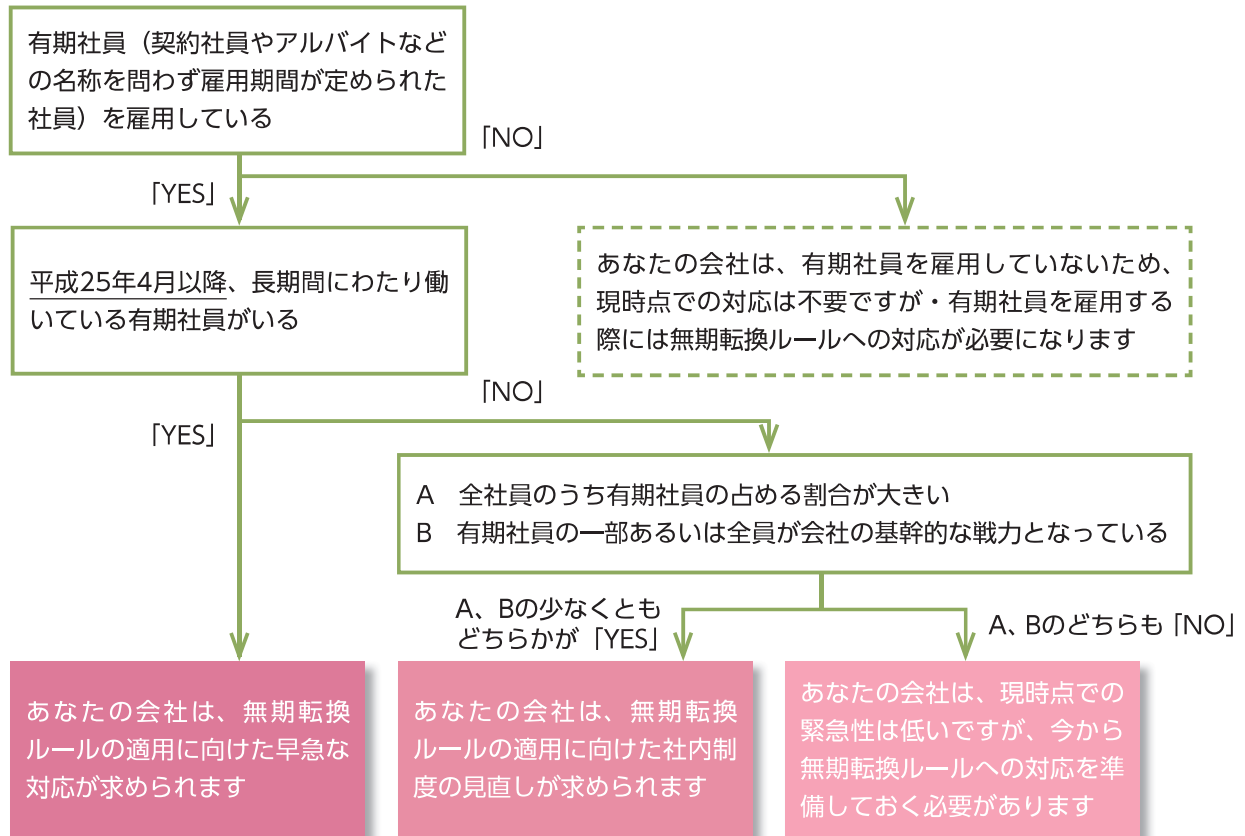 有期社員（契約社員やアルバイトなど
の名称を問わず雇用期間が定められた
社員）を雇用している
「NO」
「YES」
平成25年4月以降、長期間にわたり働
いている有期社員がいる
あなたの会社は、有期社員を雇用していないため、
現時点での対応は不要ですが・有期社員を雇用する
際には無期転換ルールへの対応が必要になります
「NO」
「YES」
A　全社員のうち有期社員の占める割合が大きい
B　有期社員の一部あるいは全員が会社の基幹的な戦力となっている
A、Bの少なくとも
どちらかが「YES」
A、Bのどちらも「NO」
あなたの会社は、無期転換
ルールの適用に向けた早急な
対応が求められます
あなたの会社は、無期転換
ルールの適用に向けた社内制
度の見直しが求められます
あなたの会社は、現時点での
緊急性は低いですが、今から
無期転換ルールへの対応を準
備しておく必要があります